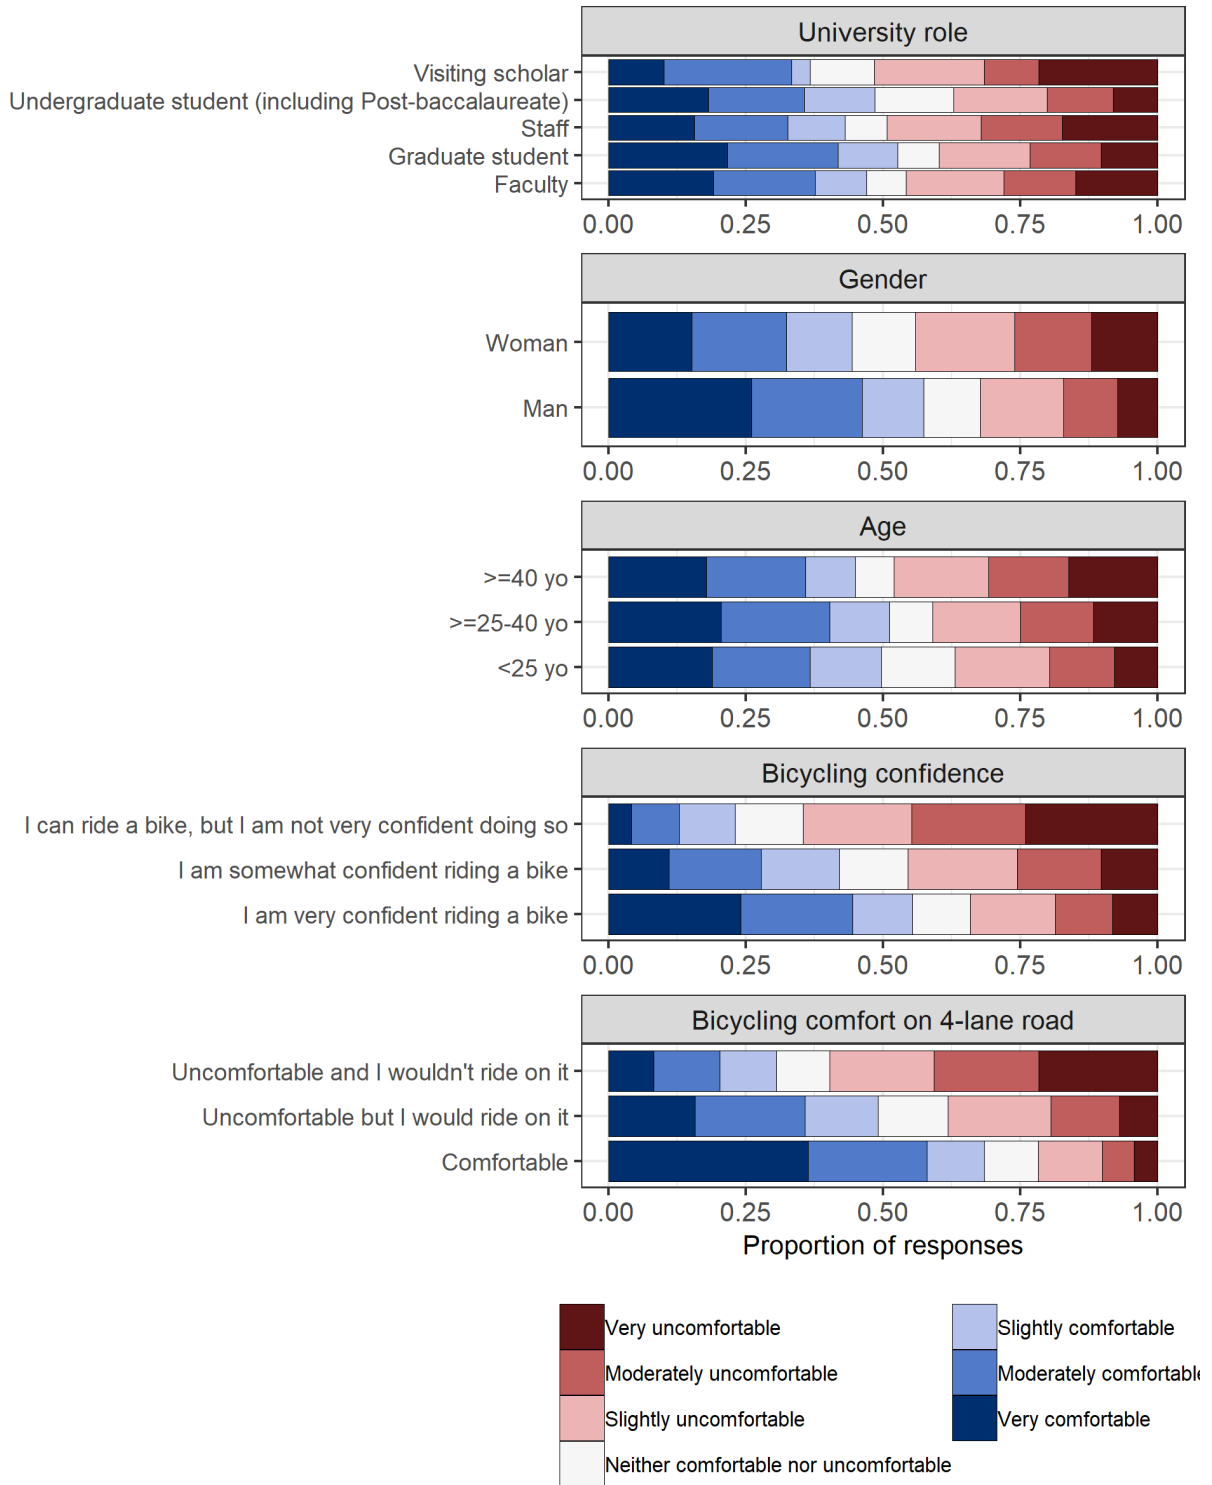 University role
Visiting scholar
Undergraduate student (including Post-baccalaureate)
Staff
Graduate student
Faculty
0.00 0.25 0.50 0.75 1.00
Gender
Woman
Man
0.00 0.25 0.50 0.75 1.00
Age
>=40 yo
>=25-40 yo
<25 yo
0.00 0.25 0.50 0.75 1.00
Bicycling confidence
I can ride a bike, but I am not very confident doing so
I am somewhat confident riding a bike
I am very confident riding a bike
0.00 0.25 0.50 0.75 1.00
Bicycling comfort on 4-lane road
Uncomfortable and I wouldn't ride on it
Uncomfortable but I would ride on it
Comfortable
0.00 0.25 0.50 0.75 1.00
Proportion of responses
Very uncomfortable
Moderately uncomfortable
Slightly uncomfortable
Neither comfortable nor uncomfortable
Slightly comfortable
Moderately comfortabl
Very comfortable